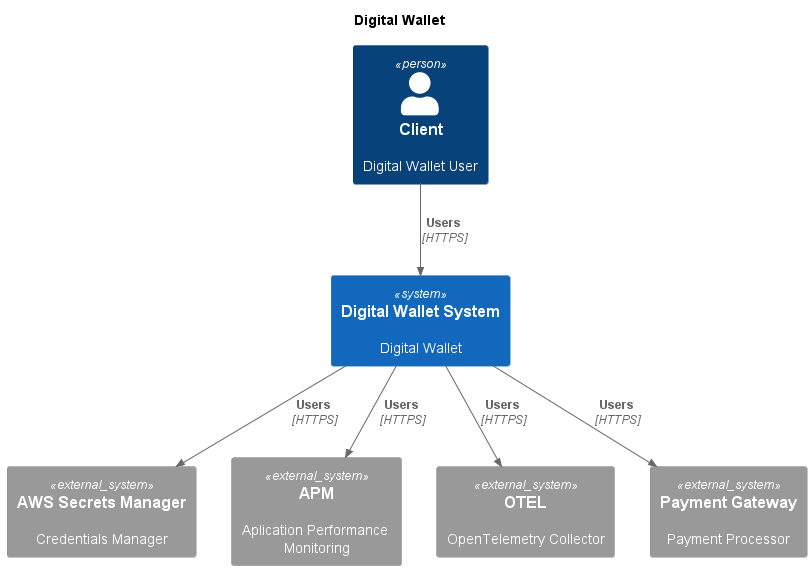 Digital Wallet
«person»
Client
Digital Wallet User
Users
[HTTPS]
«system»
Digital Wallet System
Digital Wallet
Users
[HTTPS]
Users
[HTTPS]
Users
[HTTPS]
Users
[HTTPS]
«external_system»
AWS Secrets Manager
Credentials Manager
«external_system»
APM
Aplication Performance
Monitoring
«external_system»
OTEL
OpenTelemetry Collector
«external_system»
Payment Gateway
Payment Processor